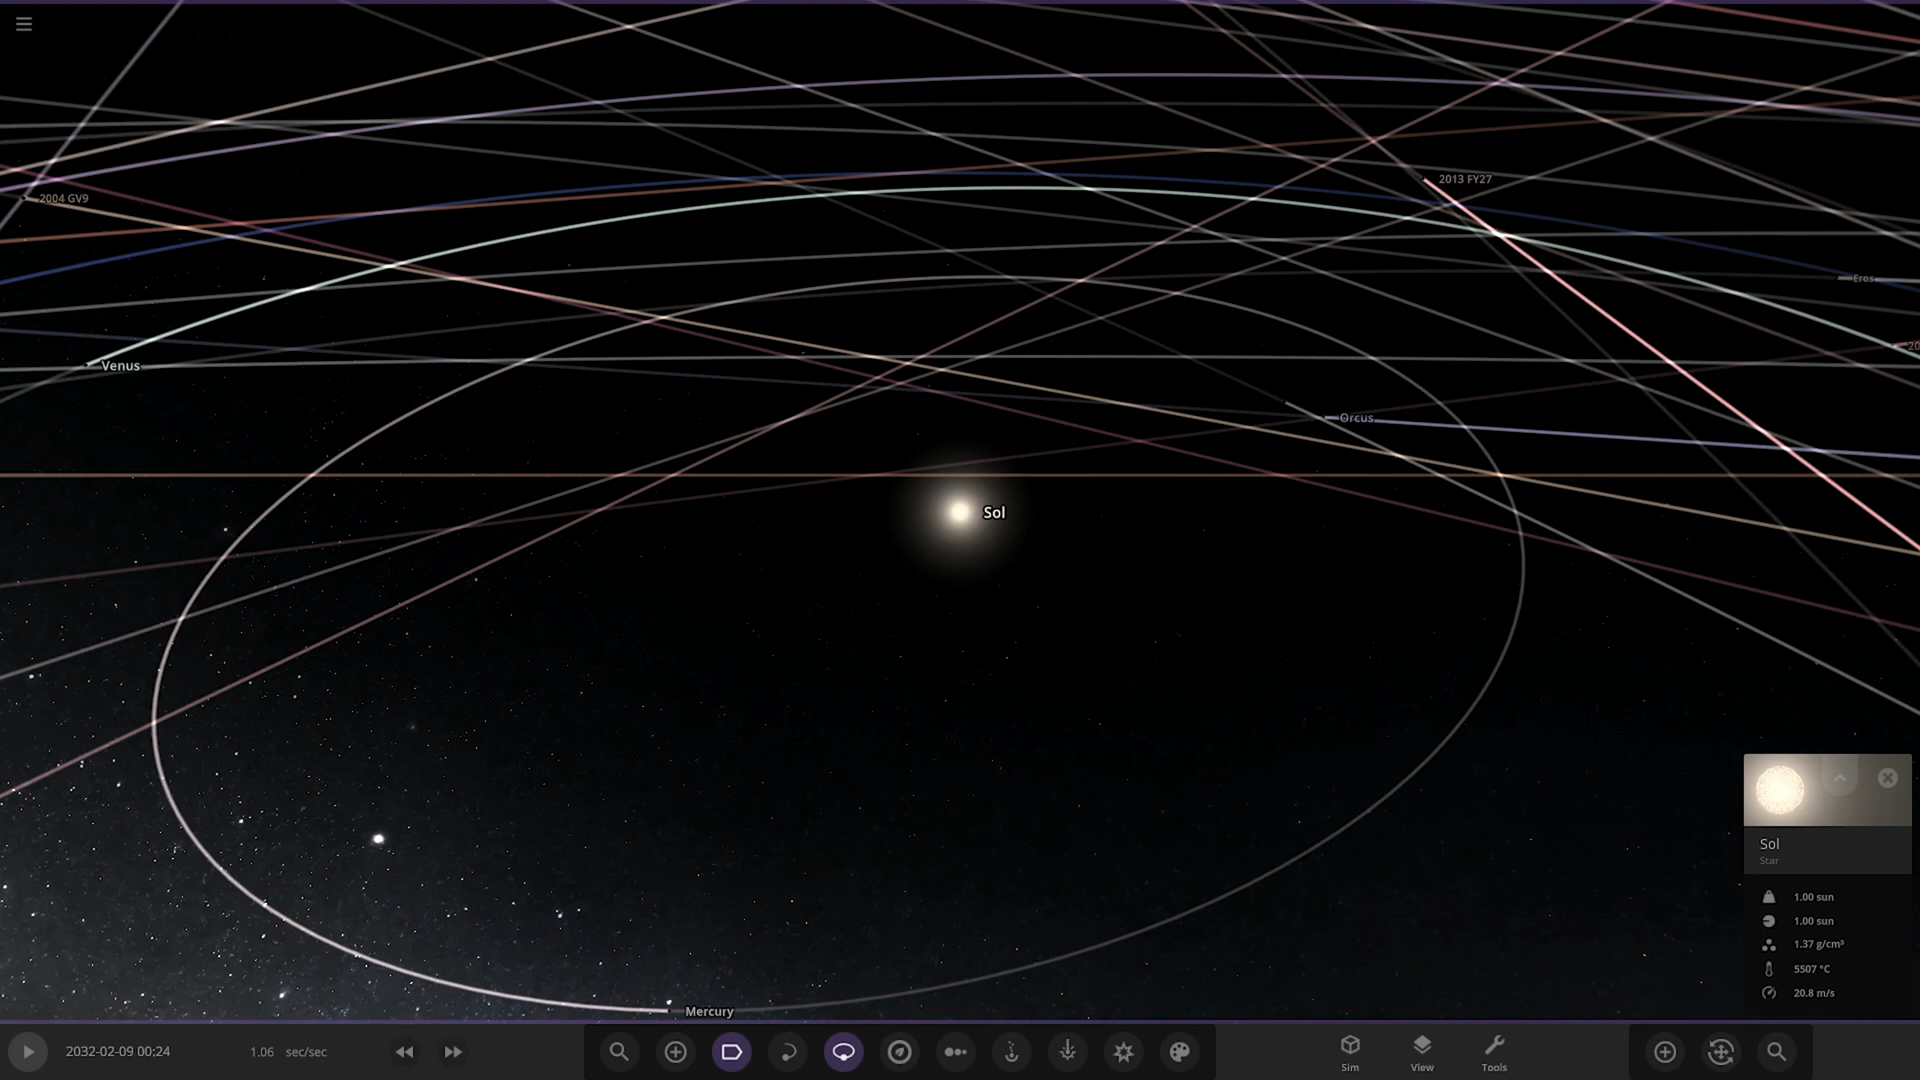 2013 FY27
2004 GV9
Eros
20
Venus
Orcus
Sol
Sol
Star
1.00 sun
1.00 sun
1.37 g/cm³
5507 °C
20.8 m/s
Mercury
2032-02-09 00:24
1.06 sec/sec
Sim
View
Tools